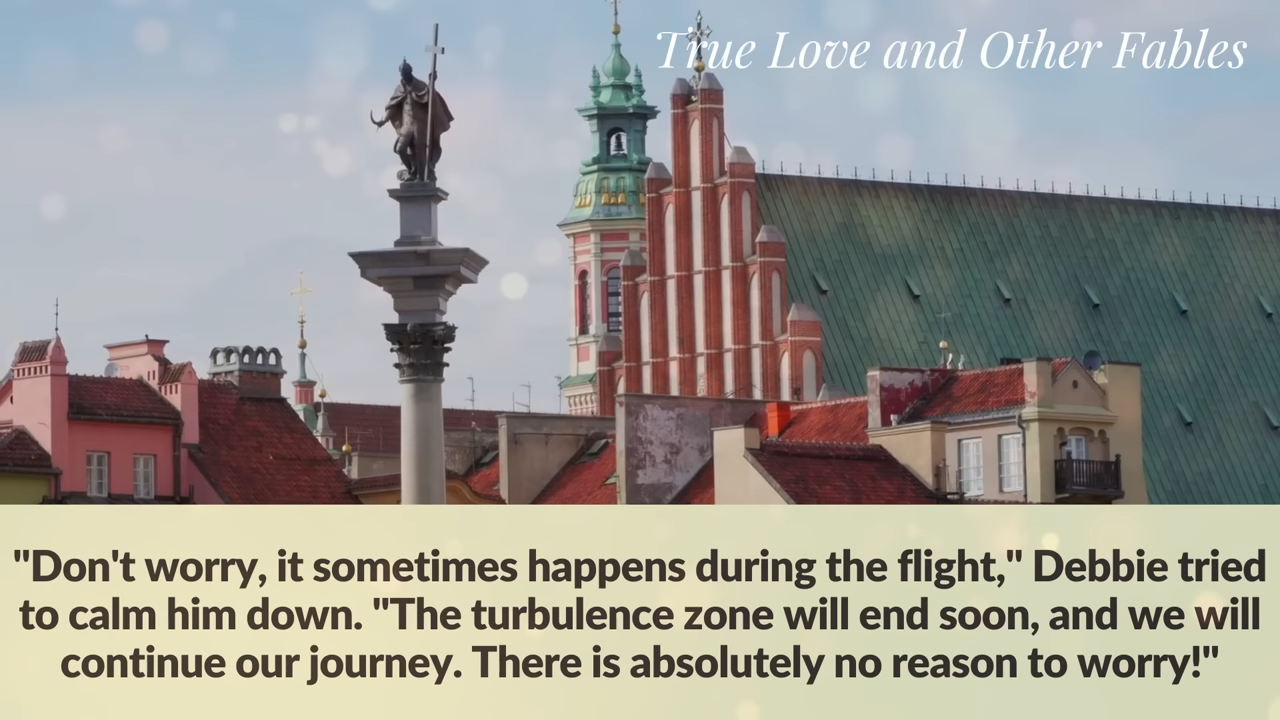 True Love and Other Fables
"Don't worry, it sometimes happens during the flight," Debbie tried
to calm him down. "The turbulence zone will end soon, and we will
continue our journey. There is absolutely no reason to worry!"